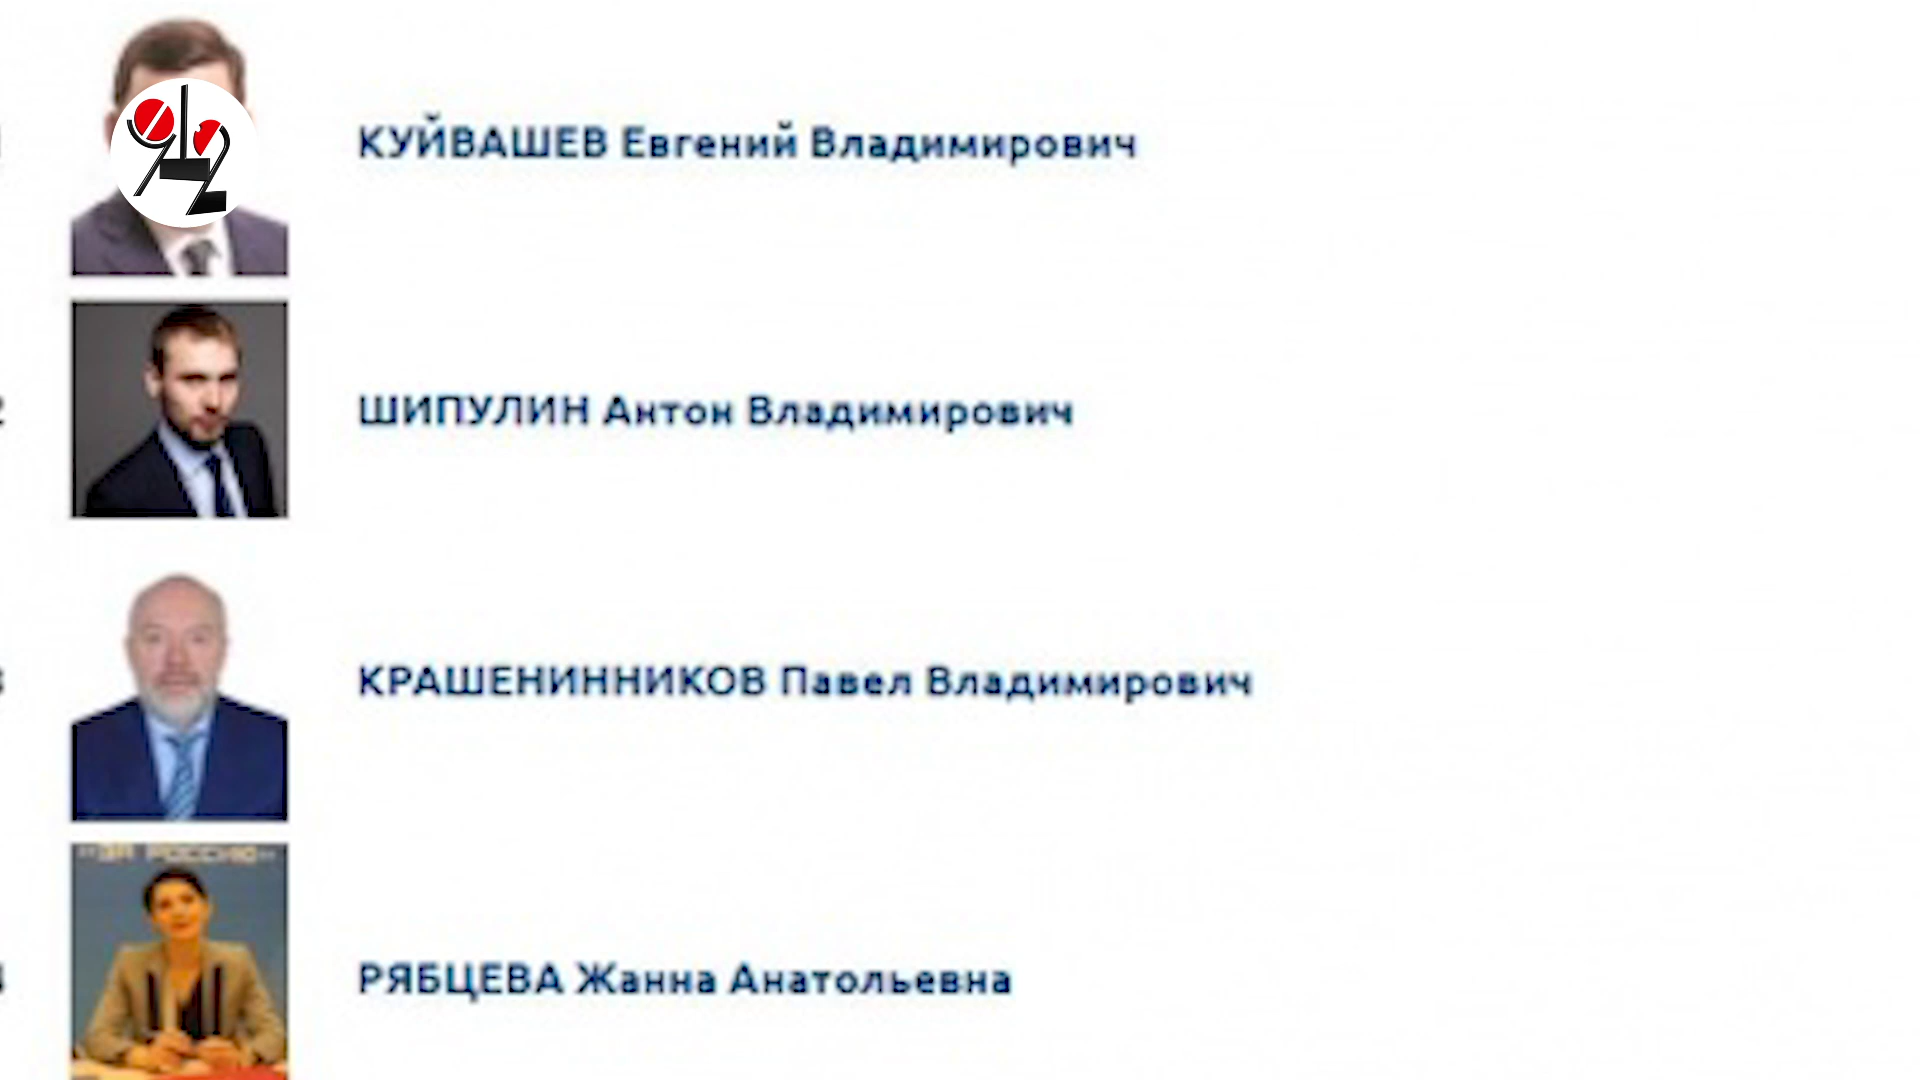 КУЙВАШЕВ Евгений Владимирович
ШИПУЛИН Антон Владимирович
КРАШЕНИННИКОВ Павел Владимирович
РЯБЦЕВА Жанна Анатольевна